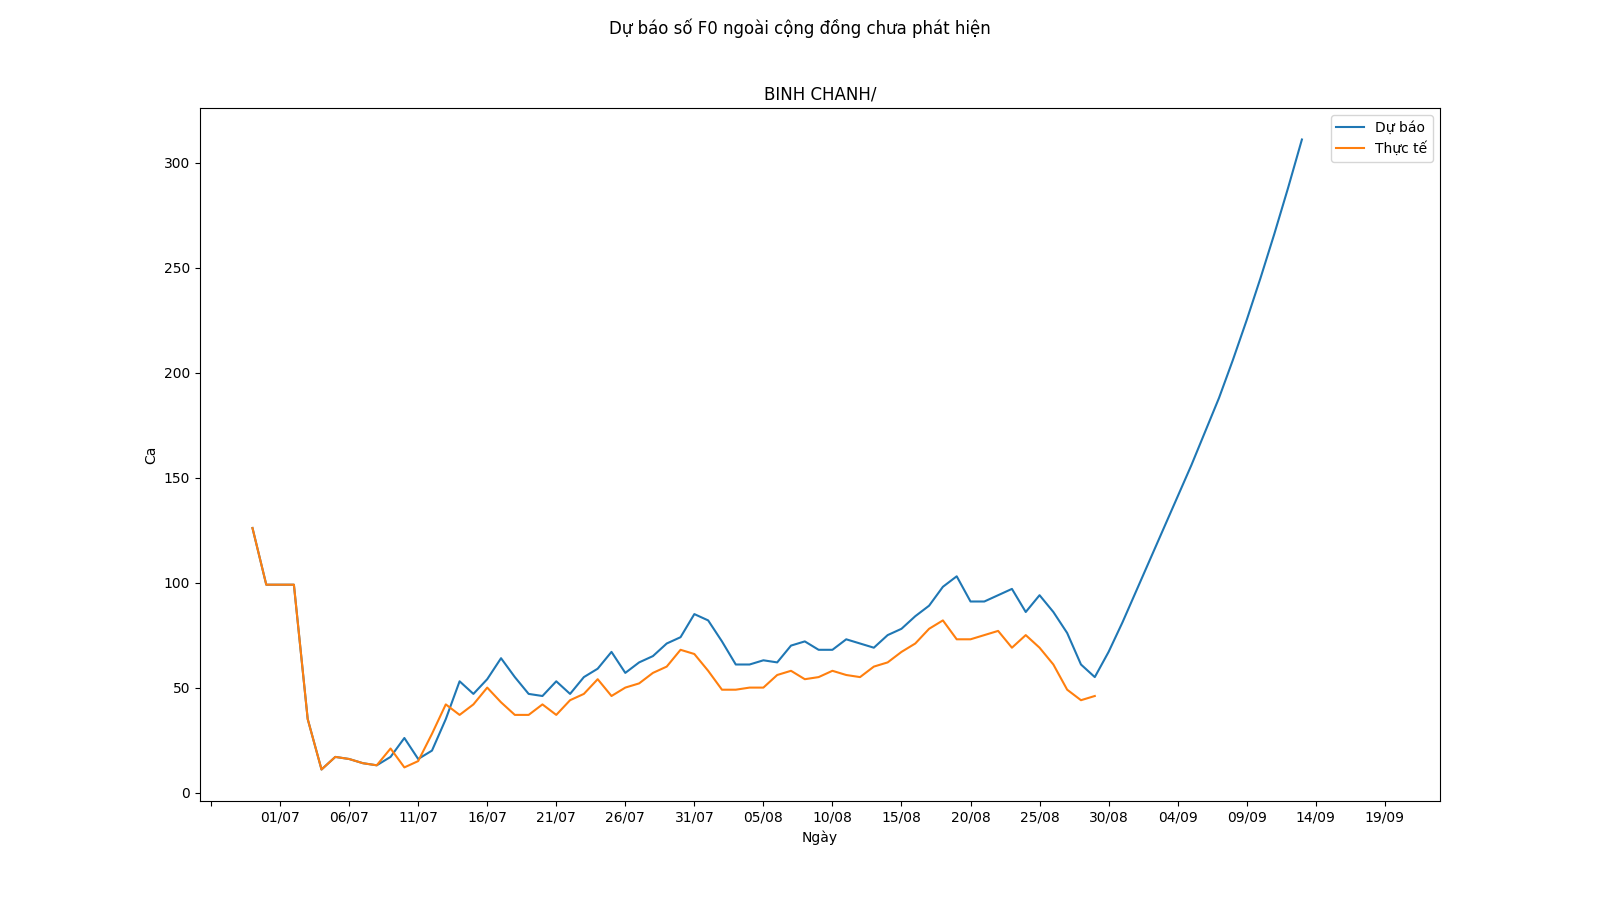 Dự báo số F0 ngoài cộng đồng chưa phát hiện
BINH CHANH/
Dự báo
Thực tế
300
250
200
150
100
50
0
Ca
01/07 06/07 11/07 16/07 21/07 26/07 31/07 05/08 10/08 15/08 20/08 25/08 30/08 04/09 09/09 14/09 19/09
Ngày